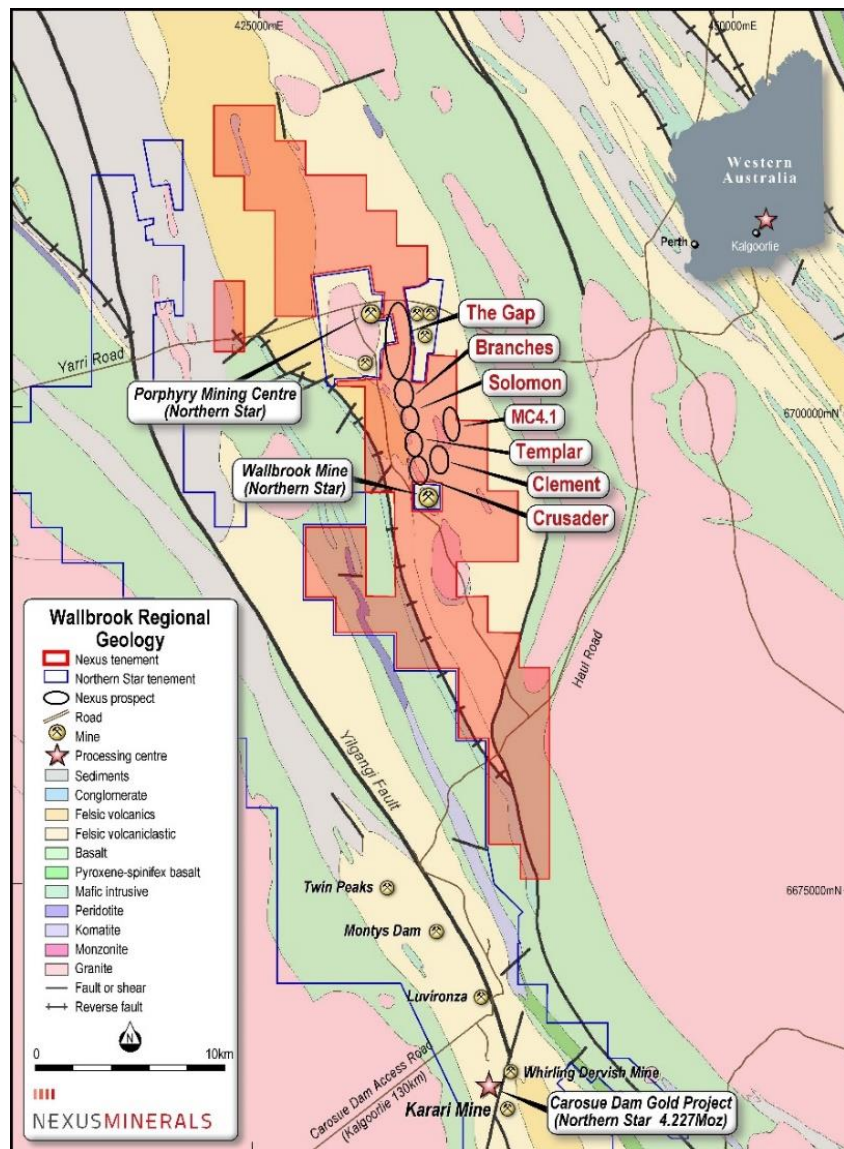 425000mE
450000mE
Western
Australia
Perth
Kalgoorlie
The Gap
Branches
Yarri Road
Solomon
Porphyry Mining Centre
(Northern Star)
MC4.1
6700000mN
Templar
Wallbrook Mine
(Northern Star)
Clement
Crusader
Haul Road
Yilgangi Fault
Wallbrook Regional
Geology
Nexus tenement
Northern Star tenement
Nexus prospect
Road
Mine
Processing centre
Sediments
Conglomerate
Felsic volcanics
Felsic volcaniclastic
Basalt
Pyroxene-spinifex basalt
Mafic intrusive
Peridotite
Komatite
Monzonite
Granite
Fault or shear
Reverse fault
N
0
10km
NEXUSMINERALS
Twin Peaks
6675000mN
Montys Dam
Luvironza
Carosue Dam Access Road
(Kalgoorlie 130km)
Whirling Dervish Mine
Karari Mine
Carosue Dam Gold Project
(Northern Star 4.227Moz)